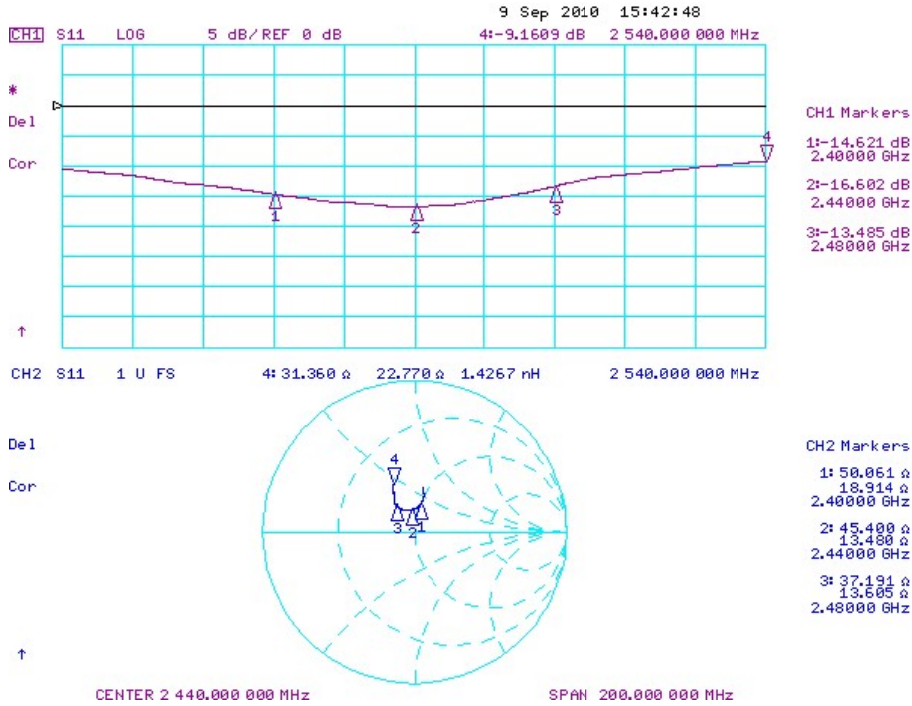 9 Sep 2010 15:42:48
CH1 S11 LOG 5 dB/REF 0 dB 4:-9.1609 dB 2 540.000 000 MHz
*
Del
Cor
↑
CH1 Markers
1:-14.621 dB
2.40000 GHz
2:-16.602 dB
2.44000 GHz
3:-13.485 dB
2.48000 GHz
1
2
3
4
CH2 S11 1 U FS 4: 31.360 Ω 22.770 Ω 1.4267 nH 2 540.000 000 MHz
Del
Cor
↑
4
3
2
1
CH2 Markers
1: 50.061 Ω
18.914 Ω
2.40000 GHz
2: 45.400 Ω
13.480 Ω
2.44000 GHz
3: 37.191 Ω
13.605 Ω
2.48000 GHz
CENTER 2 440.000 000 MHz SPAN 200.000 000 MHz